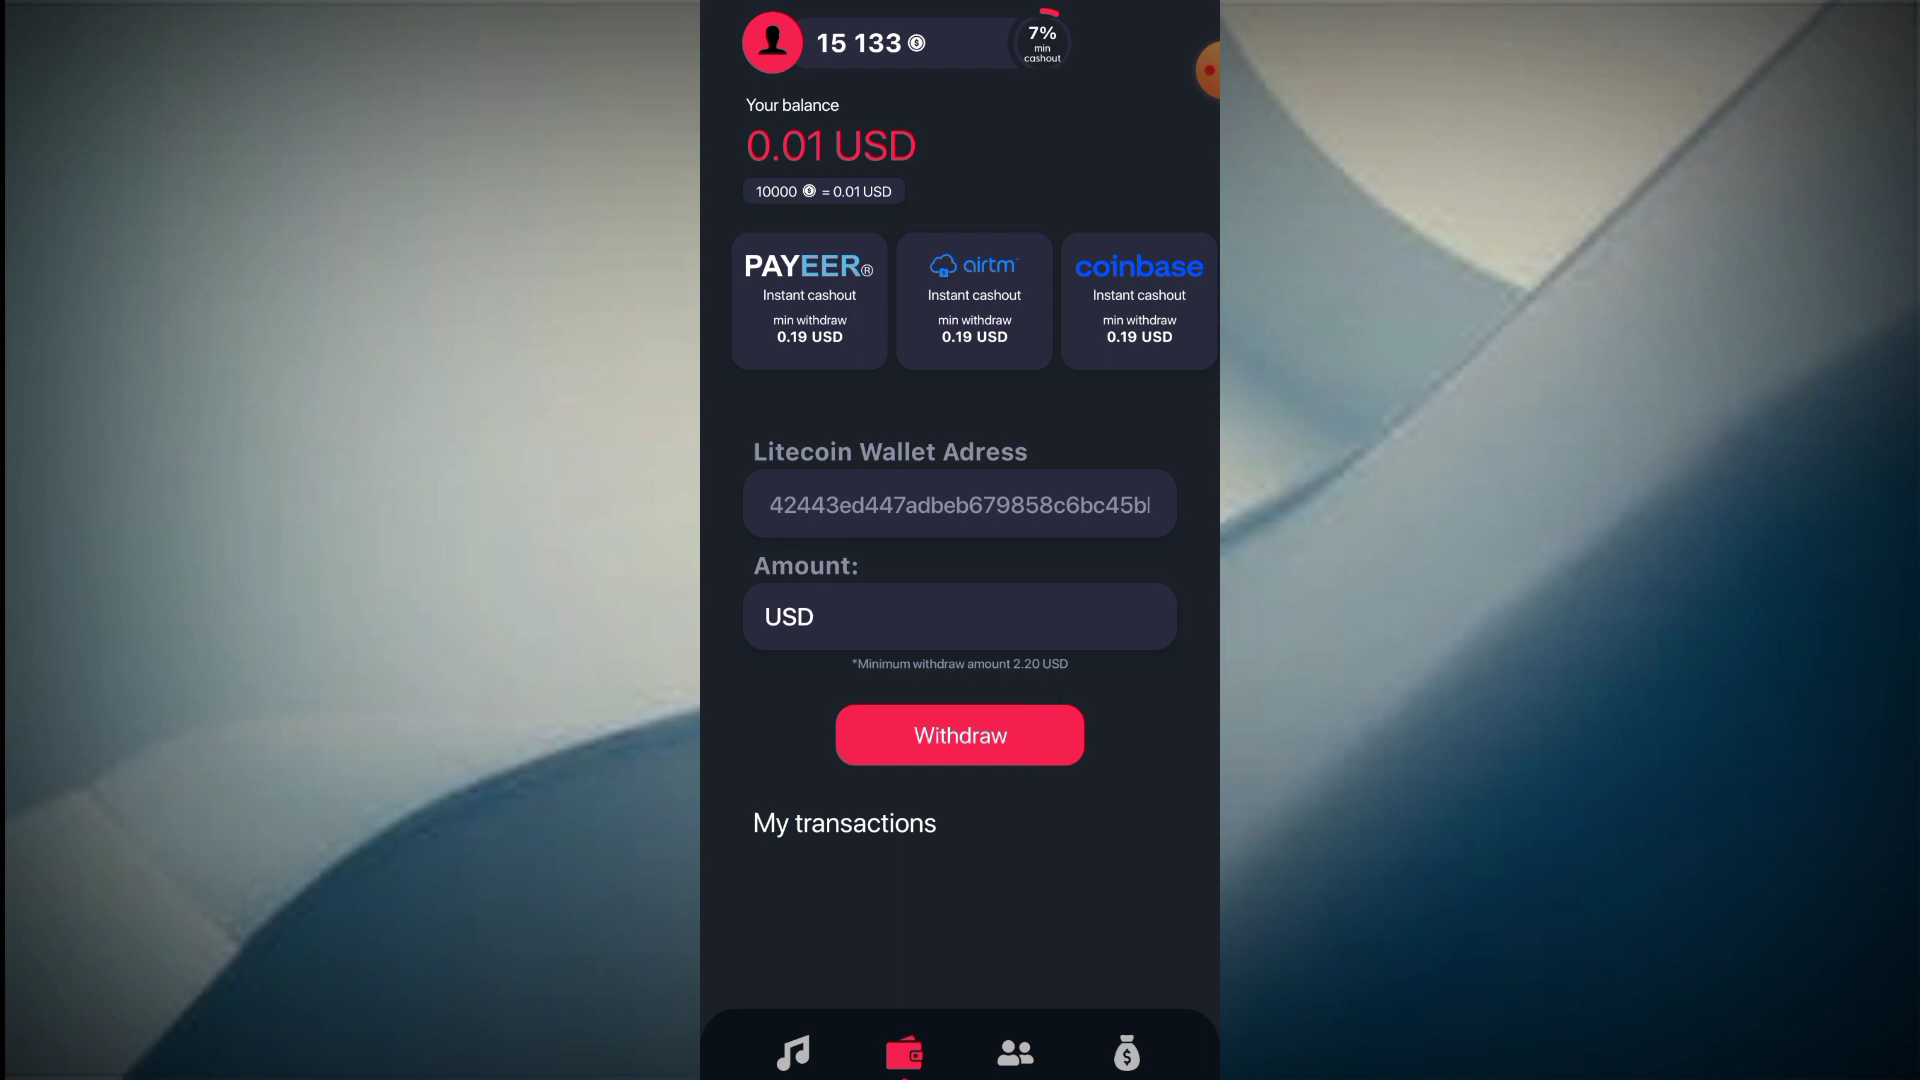 15 133
7%
min
cashout
Your balance
0.01 USD
10000 = 0.01 USD
PAYEER®
Instant cashout
min withdraw
0.19 USD
airtm
Instant cashout
min withdraw
0.19 USD
coinbase
Instant cashout
min withdraw
0.19 USD
Litecoin Wallet Adress
42443ed447adbeb679858c6bc45bl
Amount:
USD
*Minimum withdraw amount 2.20 USD
Withdraw
My transactions